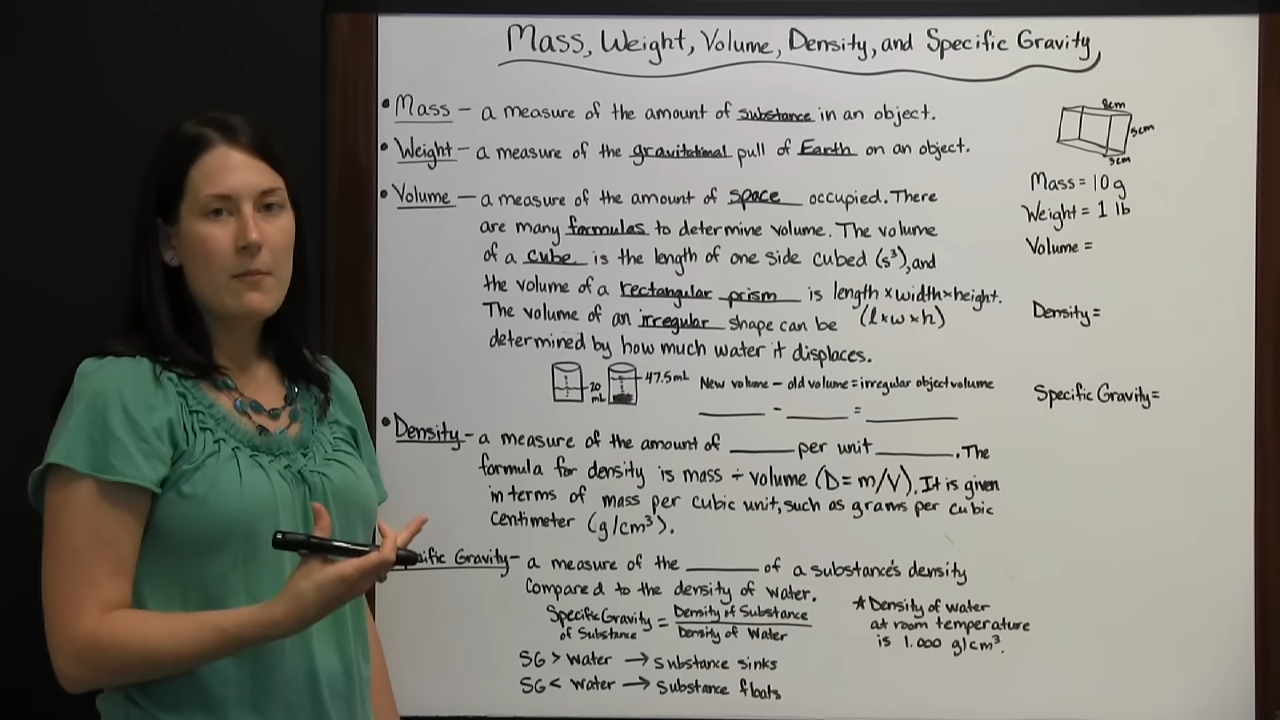 Mass, Weight, Volume, Density, and Specific Gravity
• Mass - a measure of the amount of substance in an object.
• Weight - a measure of the gravitational pull of Earth on an object.
• Volume - a measure of the amount of space occupied. There
are many formulas to determine volume. The volume
of a cube is the length of one side cubed (s³), and
the volume of a rectangular prism is length × width × height.
The volume of an irregular shape can be (l×w×h)
determined by how much water it displaces.
20 mL
47.5mL
New volume - old volume = irregular object volume
____ - ____ = ____
• Density - a measure of the amount of ____ per unit ____. The
formula for density is mass ÷ volume (D = m/V). It is given
in terms of mass per cubic unit, such as grams per cubic
centimeter (g/cm³).
Specific Gravity - a measure of the ____ of a substance's density
compared to the density of water.
Specific Gravity of Substance = Density of Substance / Density of Water
SG > water → substance sinks
SG < water → substance floats
* Density of water
at room temperature
is 1.000 g/cm³.
5cm
3cm
Mass = 10 g
Weight = 1 lb
Volume =
Density =
Specific Gravity =